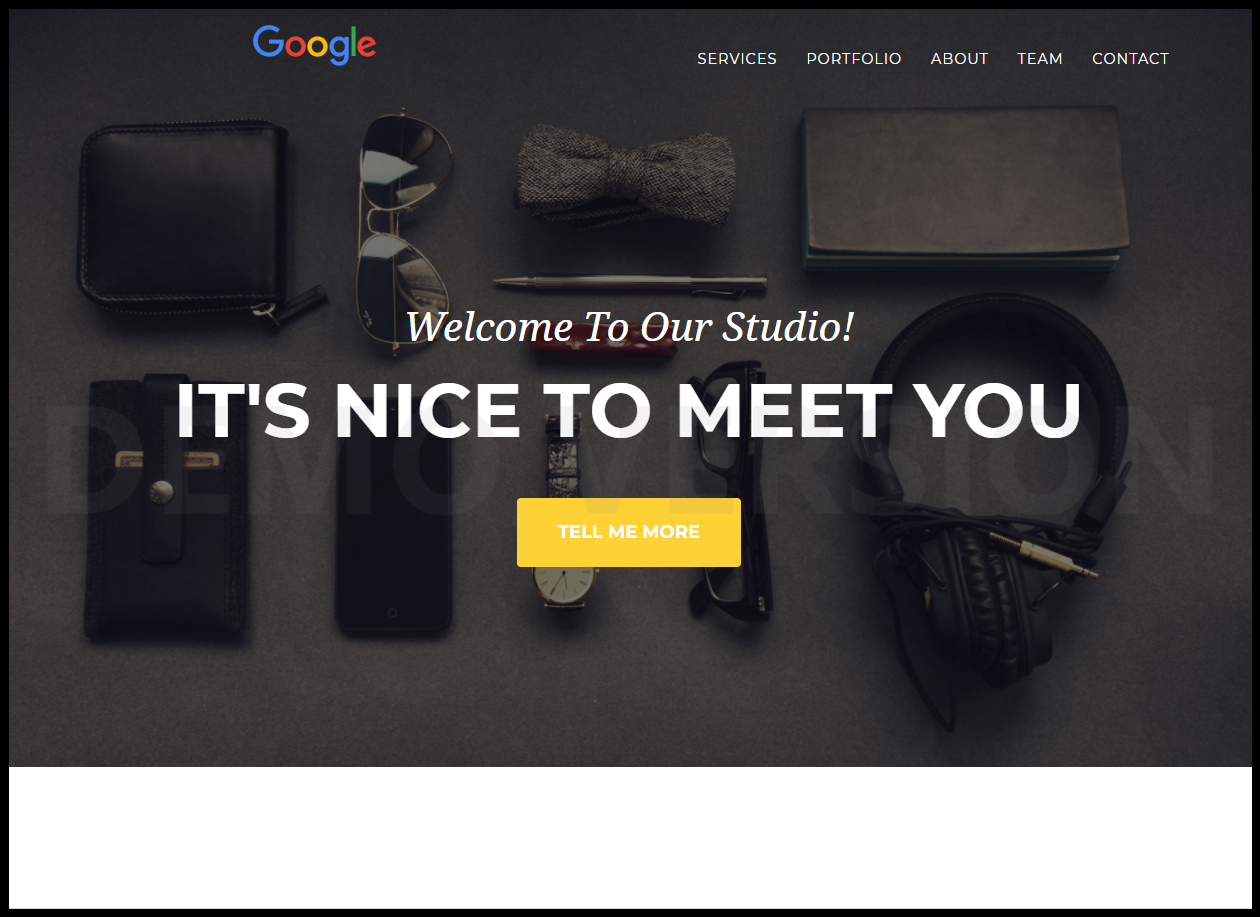 Google
SERVICES PORTFOLIO ABOUT TEAM CONTACT
Welcome To Our Studio!
IT'S NICE TO MEET YOU
DEMO VERSION
TELL ME MORE